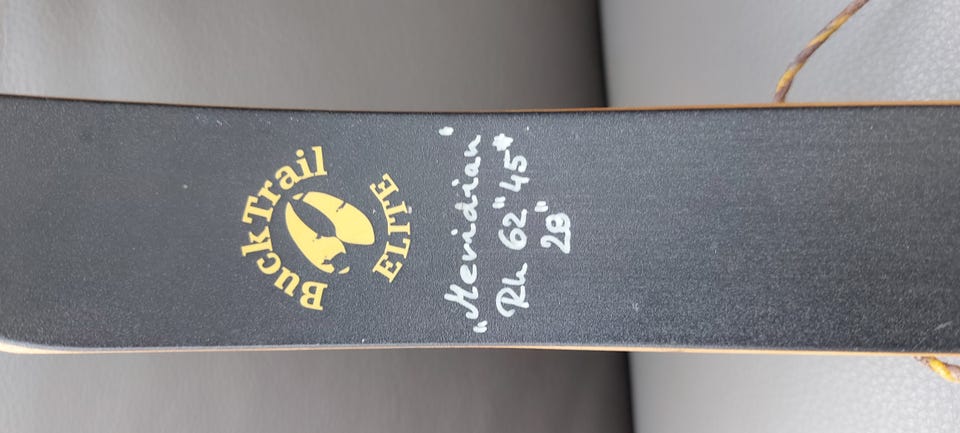 Buck Trail
ELITE
"Meridian"
Rh 62" 45#
28"